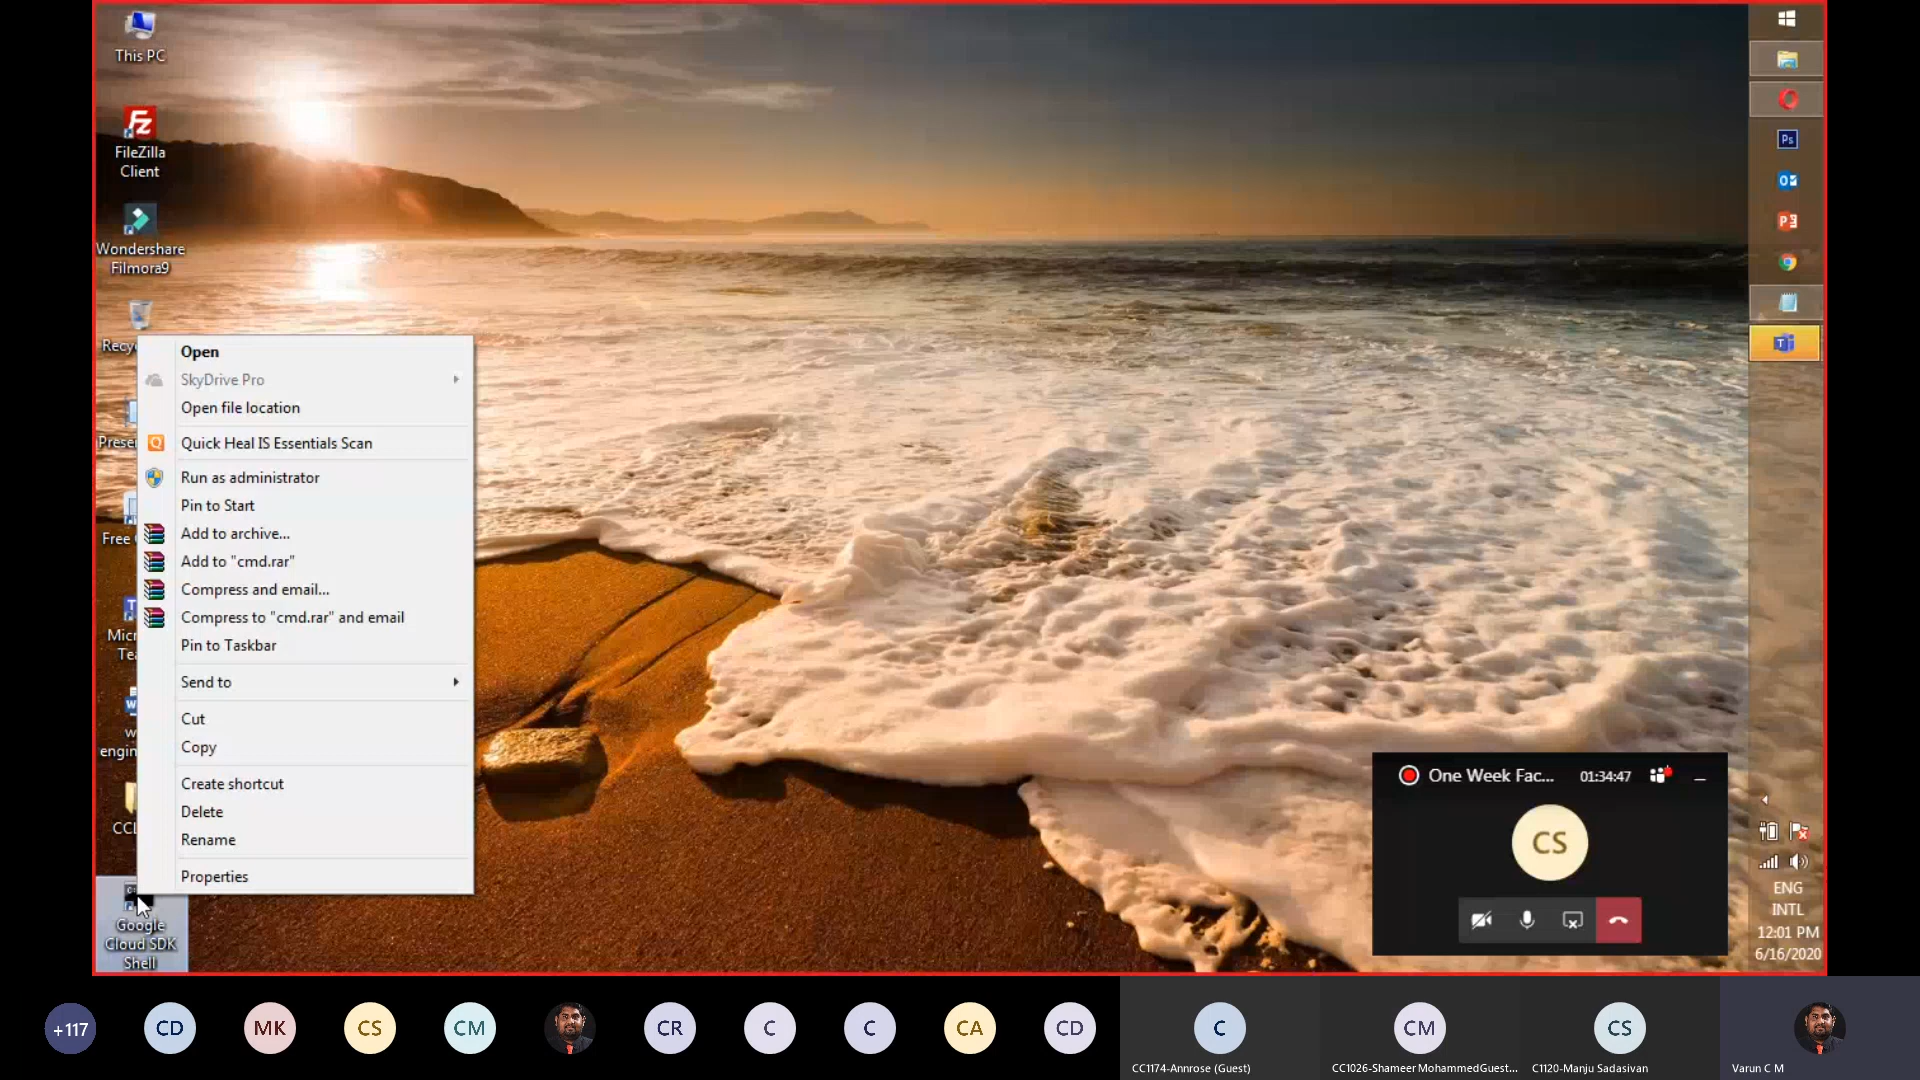 This PC
FileZilla
Client
Wondershare
Filmora9
Open
SkyDrive Pro
Open file location
Quick Heal IS Essentials Scan
Run as administrator
Pin to Start
Add to archive...
Add to "cmd.rar"
Compress and email...
Compress to "cmd.rar" and email
Pin to Taskbar
Send to
Cut
Copy
Create shortcut
Delete
Rename
Properties
Google
Cloud SDK
Shell
One Week Fac... 01:34:47
CS
ENG
INTL
12:01 PM
6/16/2020
+117 CD MK CS CM CR C C CA CD C CM CS
CC1174-Annrose (Guest) CC1026-Shameer MohammedGuest... C1120-Manju Sadasivan Varun C M